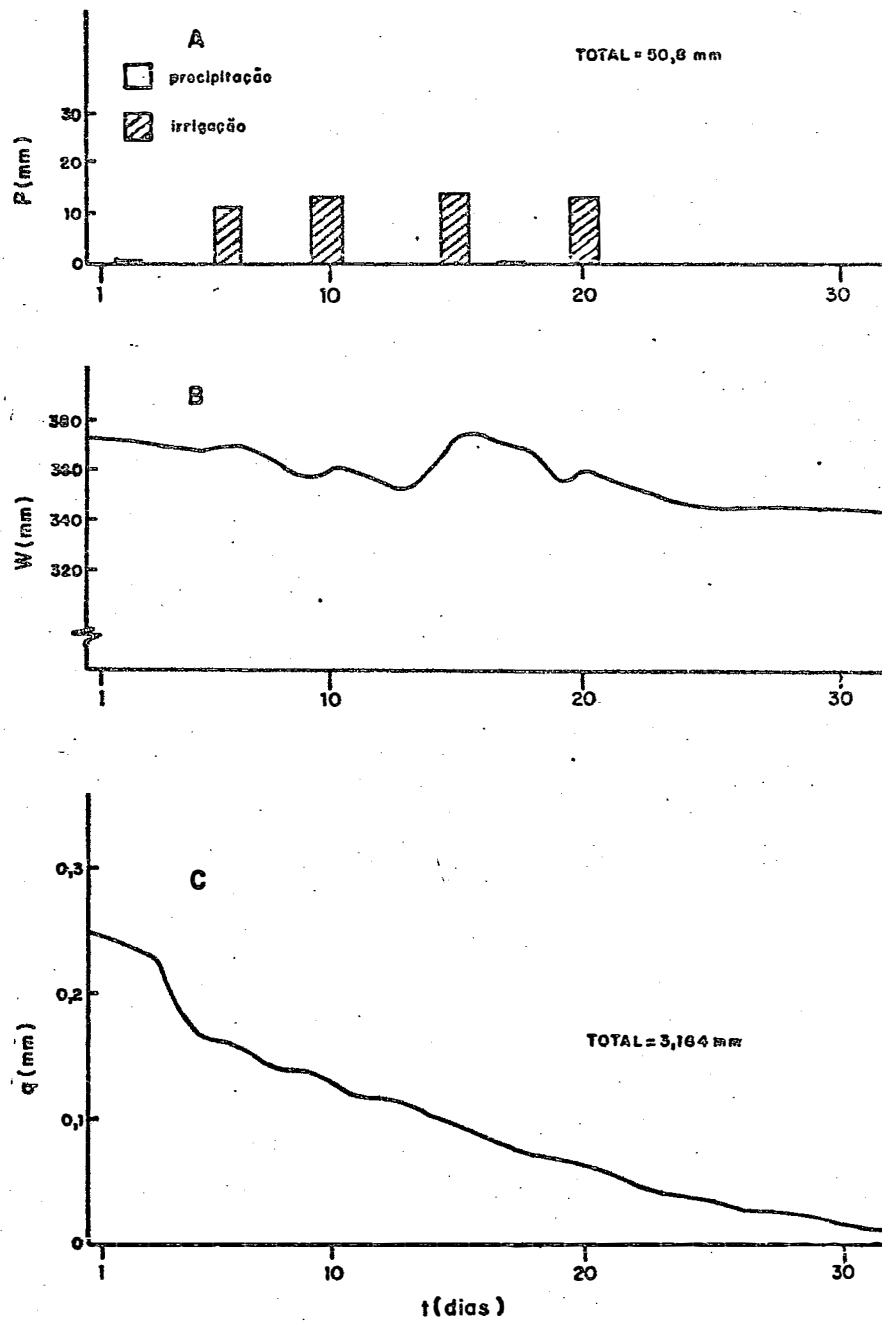 A
TOTAL = 50,8 mm
precipitação
irrigação
P (mm)
30
20
10
0
1
10
20
30
B
W (mm)
380
360
340
320
1
10
20
30
C
q (mm)
0,3
0,2
0,1
0
TOTAL = 3,164 mm
1
10
20
30
t (dias)